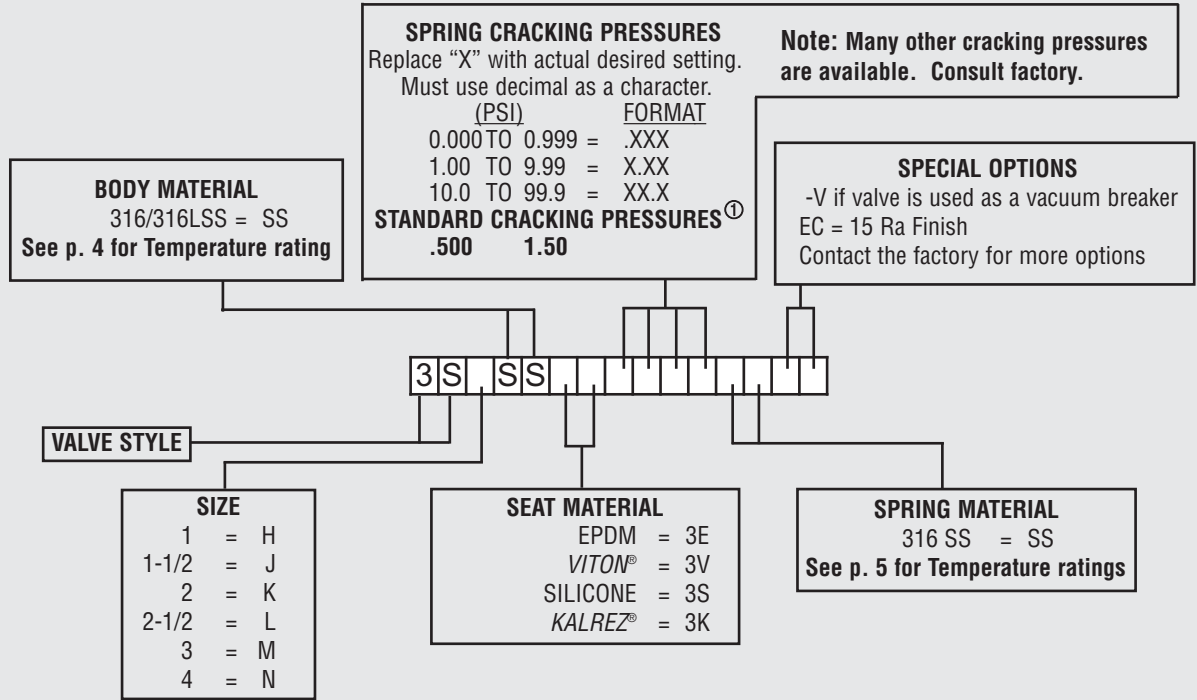 SPRING CRACKING PRESSURES
Replace “X” with actual desired setting.
Must use decimal as a character.
(PSI) FORMAT
0.000 TO 0.999 = .XXX
1.00 TO 9.99 = X.XX
10.0 TO 99.9 = XX.X
STANDARD CRACKING PRESSURES①
.500 1.50
Note: Many other cracking pressures
are available. Consult factory.
BODY MATERIAL
316/316LSS = SS
See p. 4 for Temperature rating
SPECIAL OPTIONS
-V if valve is used as a vacuum breaker
EC = 15 Ra Finish
Contact the factory for more options
3 S S S
VALVE STYLE
SIZE
1 = H
1-1/2 = J
2 = K
2-1/2 = L
3 = M
4 = N
SEAT MATERIAL
EPDM = 3E
VITON® = 3V
SILICONE = 3S
KALREZ® = 3K
SPRING MATERIAL
316 SS = SS
See p. 5 for Temperature ratings